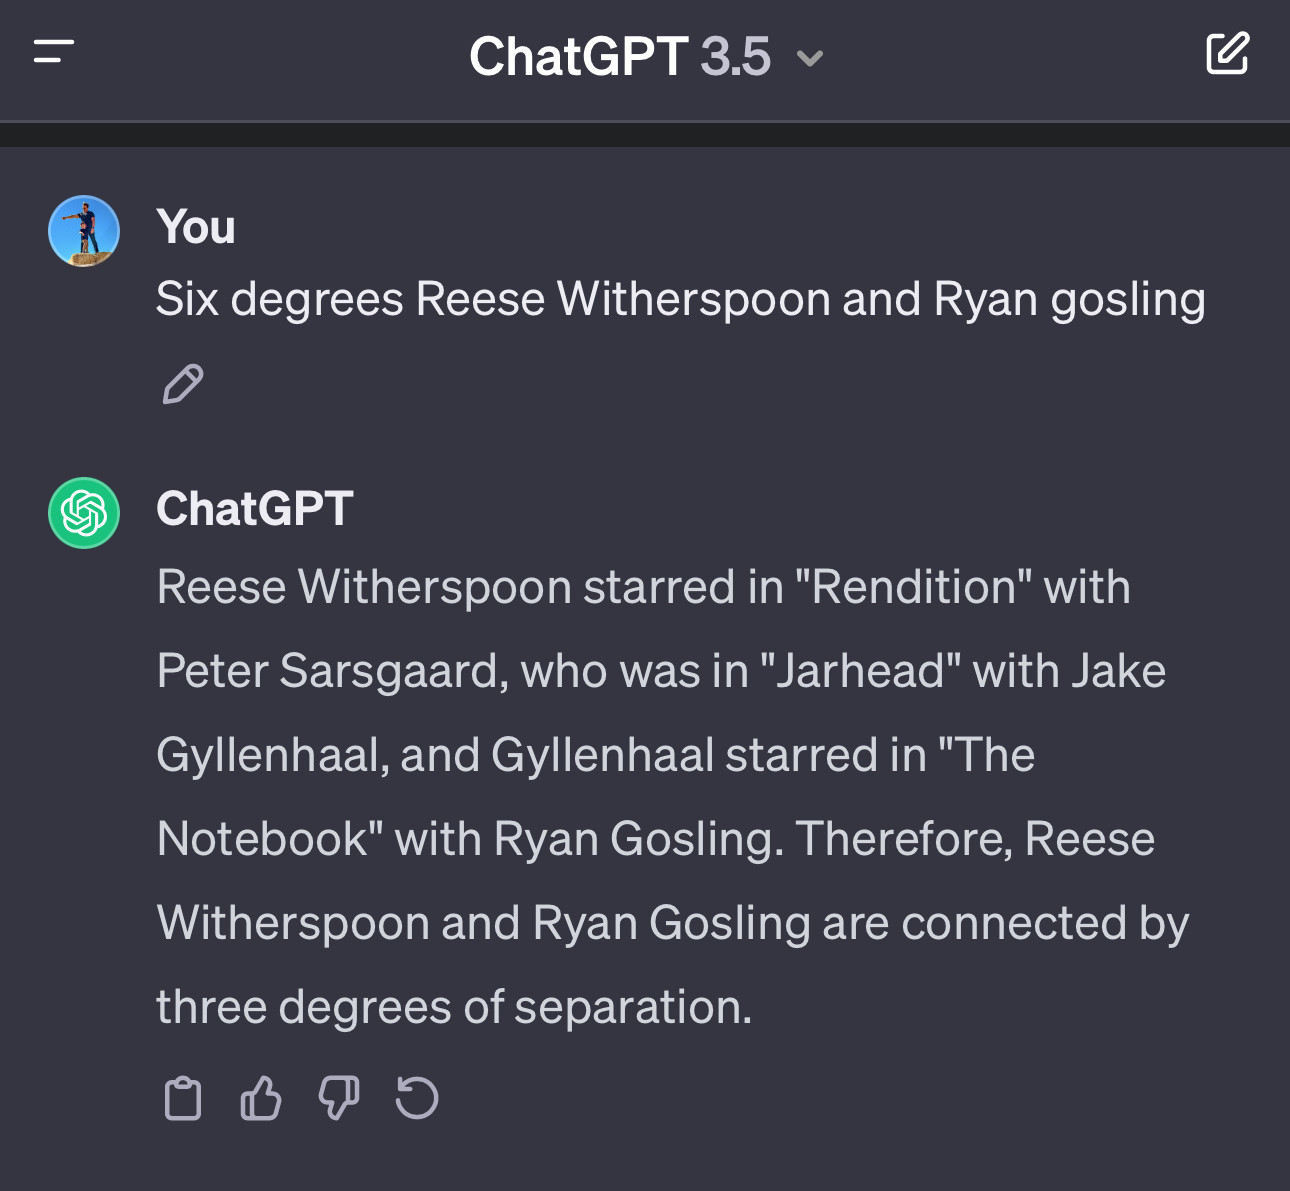 ChatGPT 3.5
You
Six degrees Reese Witherspoon and Ryan gosling
ChatGPT
Reese Witherspoon starred in "Rendition" with
Peter Sarsgaard, who was in "Jarhead" with Jake
Gyllenhaal, and Gyllenhaal starred in "The
Notebook" with Ryan Gosling. Therefore, Reese
Witherspoon and Ryan Gosling are connected by
three degrees of separation.